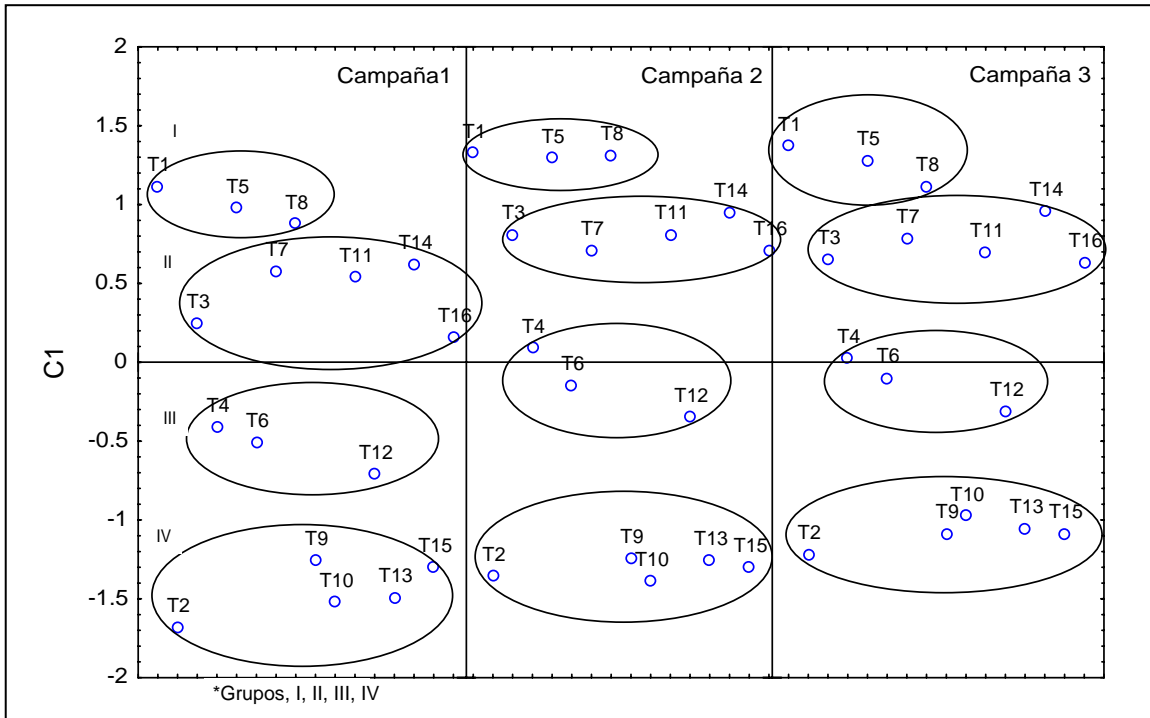 2
Campaña1 Campaña 2 Campaña 3
1.5
I
T1 T5 T8 T1 T5 T8 T1 T5 T8
1
T3 T7 T11 T14 T16
T3 T7 T11 T14 T16
II T7 T11 T14
0.5
T3 T16
T4 T6 T12
T4 T6 T12
0
C1
III T4 T6 T12
-0.5
-1
IV T9 T10 T13 T15
T2 T9 T10 T13 T15
T2 T9 T10 T13 T15
-1.5
T2
-2
*Grupos, I, II, III, IV